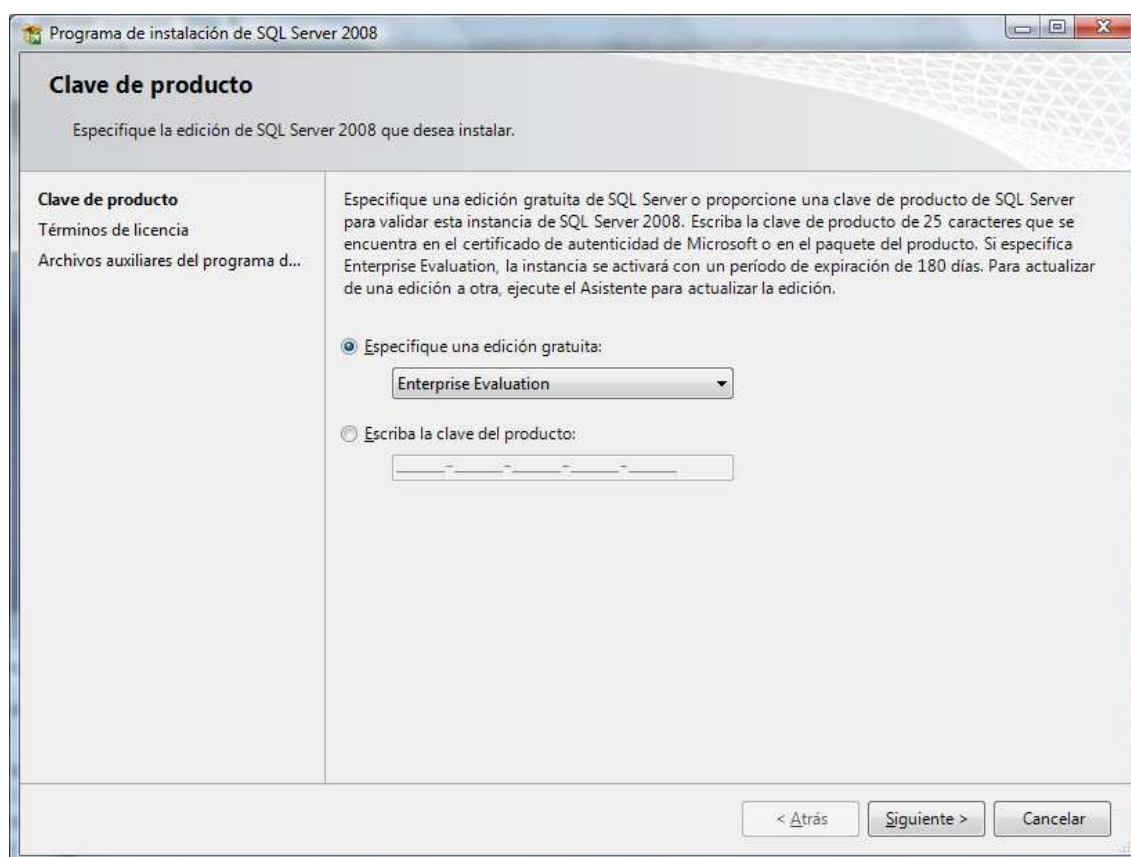 Programa de instalación de SQL Server 2008
Clave de producto
Especifique la edición de SQL Server 2008 que desea instalar.
Clave de producto
Términos de licencia
Archivos auxiliares del programa d...
Especifique una edición gratuita de SQL Server o proporcione una clave de producto de SQL Server
para validar esta instancia de SQL Server 2008. Escriba la clave de producto de 25 caracteres que se
encuentra en el certificado de autenticidad de Microsoft o en el paquete del producto. Si especifica
Enterprise Evaluation, la instancia se activará con un período de expiración de 180 días. Para actualizar
de una edición a otra, ejecute el Asistente para actualizar la edición.
Especifique una edición gratuita:
Enterprise Evaluation
Escriba la clave del producto:
_____-_____-_____-_____-_____
< Atrás
Siguiente >
Cancelar